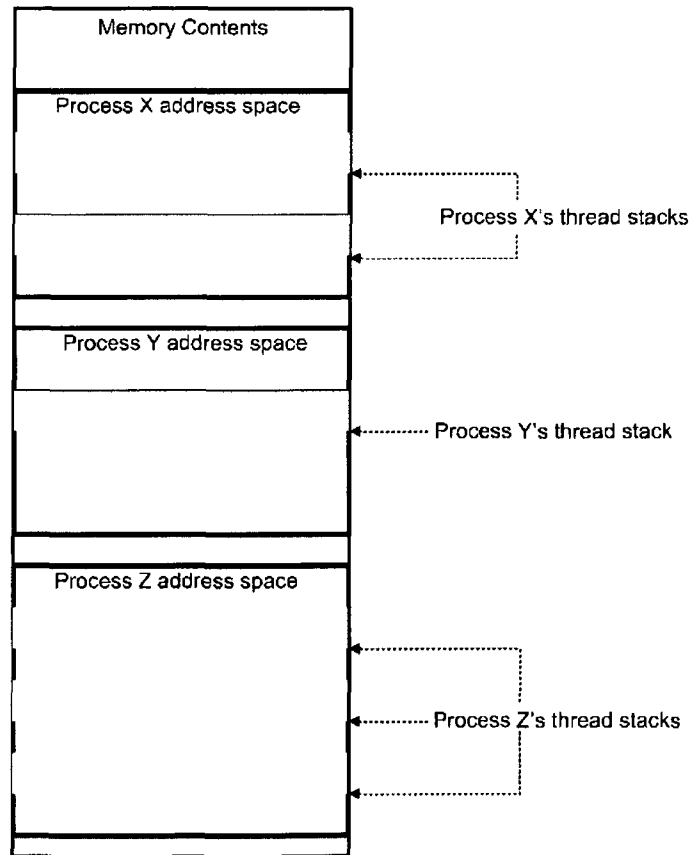 Memory Contents
Process X address space
Process X's thread stacks
Process Y address space
Process Y's thread stack
Process Z address space
Process Z's thread stacks